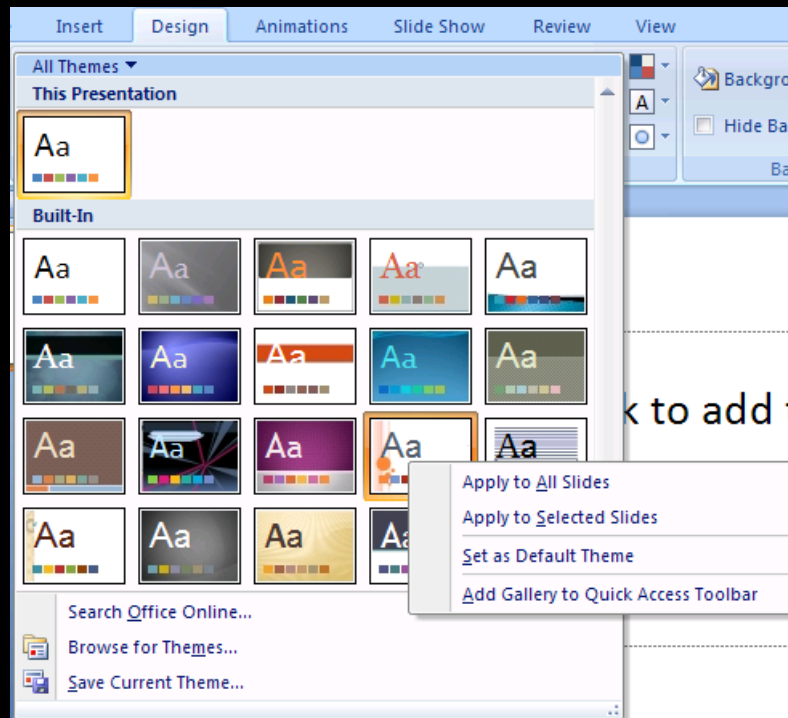 Insert Design Animations Slide Show Review View
All Themes
This Presentation
Aa
Built-In
Aa Aa Aa Aa Aa
Aa Aa Aa Aa Aa
Aa Aa Aa Aa Aa
Aa Aa Aa
A
Hide
k to add
Apply to All Slides
Apply to Selected Slides
Set as Default Theme
Add Gallery to Quick Access Toolbar
Search Office Online...
Browse for Themes...
Save Current Theme...